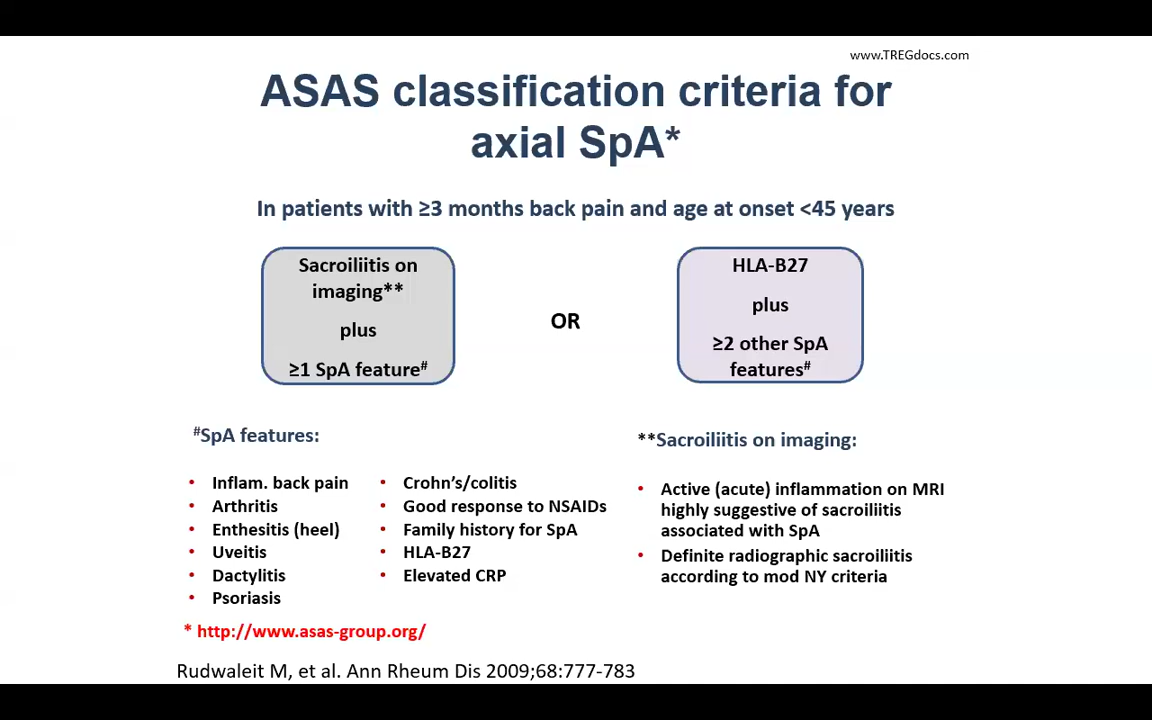 www.TREGdocs.com
ASAS classification criteria for
axial SpA*
In patients with ≥3 months back pain and age at onset <45 years
Sacroiliitis on
imaging**
plus
≥1 SpA feature#
OR
HLA-B27
plus
≥2 other SpA
features#
#SpA features:
• Inflam. back pain
• Arthritis
• Enthesitis (heel)
• Uveitis
• Dactylitis
• Psoriasis
• Crohn’s/colitis
• Good response to NSAIDs
• Family history for SpA
• HLA-B27
• Elevated CRP
**Sacroiliitis on imaging:
• Active (acute) inflammation on MRI
highly suggestive of sacroiliitis
associated with SpA
• Definite radiographic sacroiliitis
according to mod NY criteria
* http://www.asas-group.org/
Rudwaleit M, et al. Ann Rheum Dis 2009;68:777-783